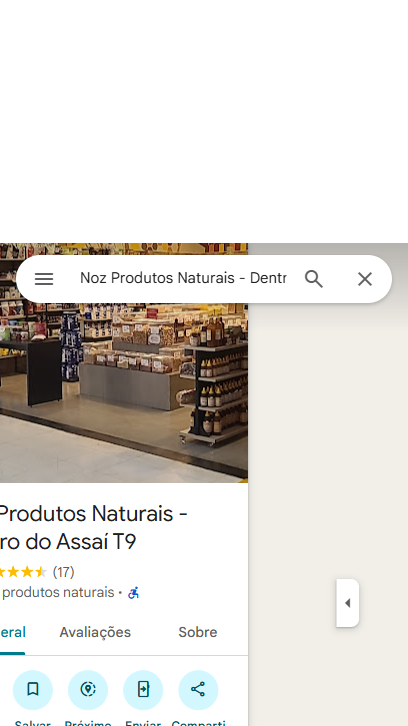 Noz Produtos Naturais - Dentr
Produtos Naturais -
ro do Assaí T9
(17)
produtos naturais ·
eral Avaliações Sobre
Salvar Próximo Enviar Comparti